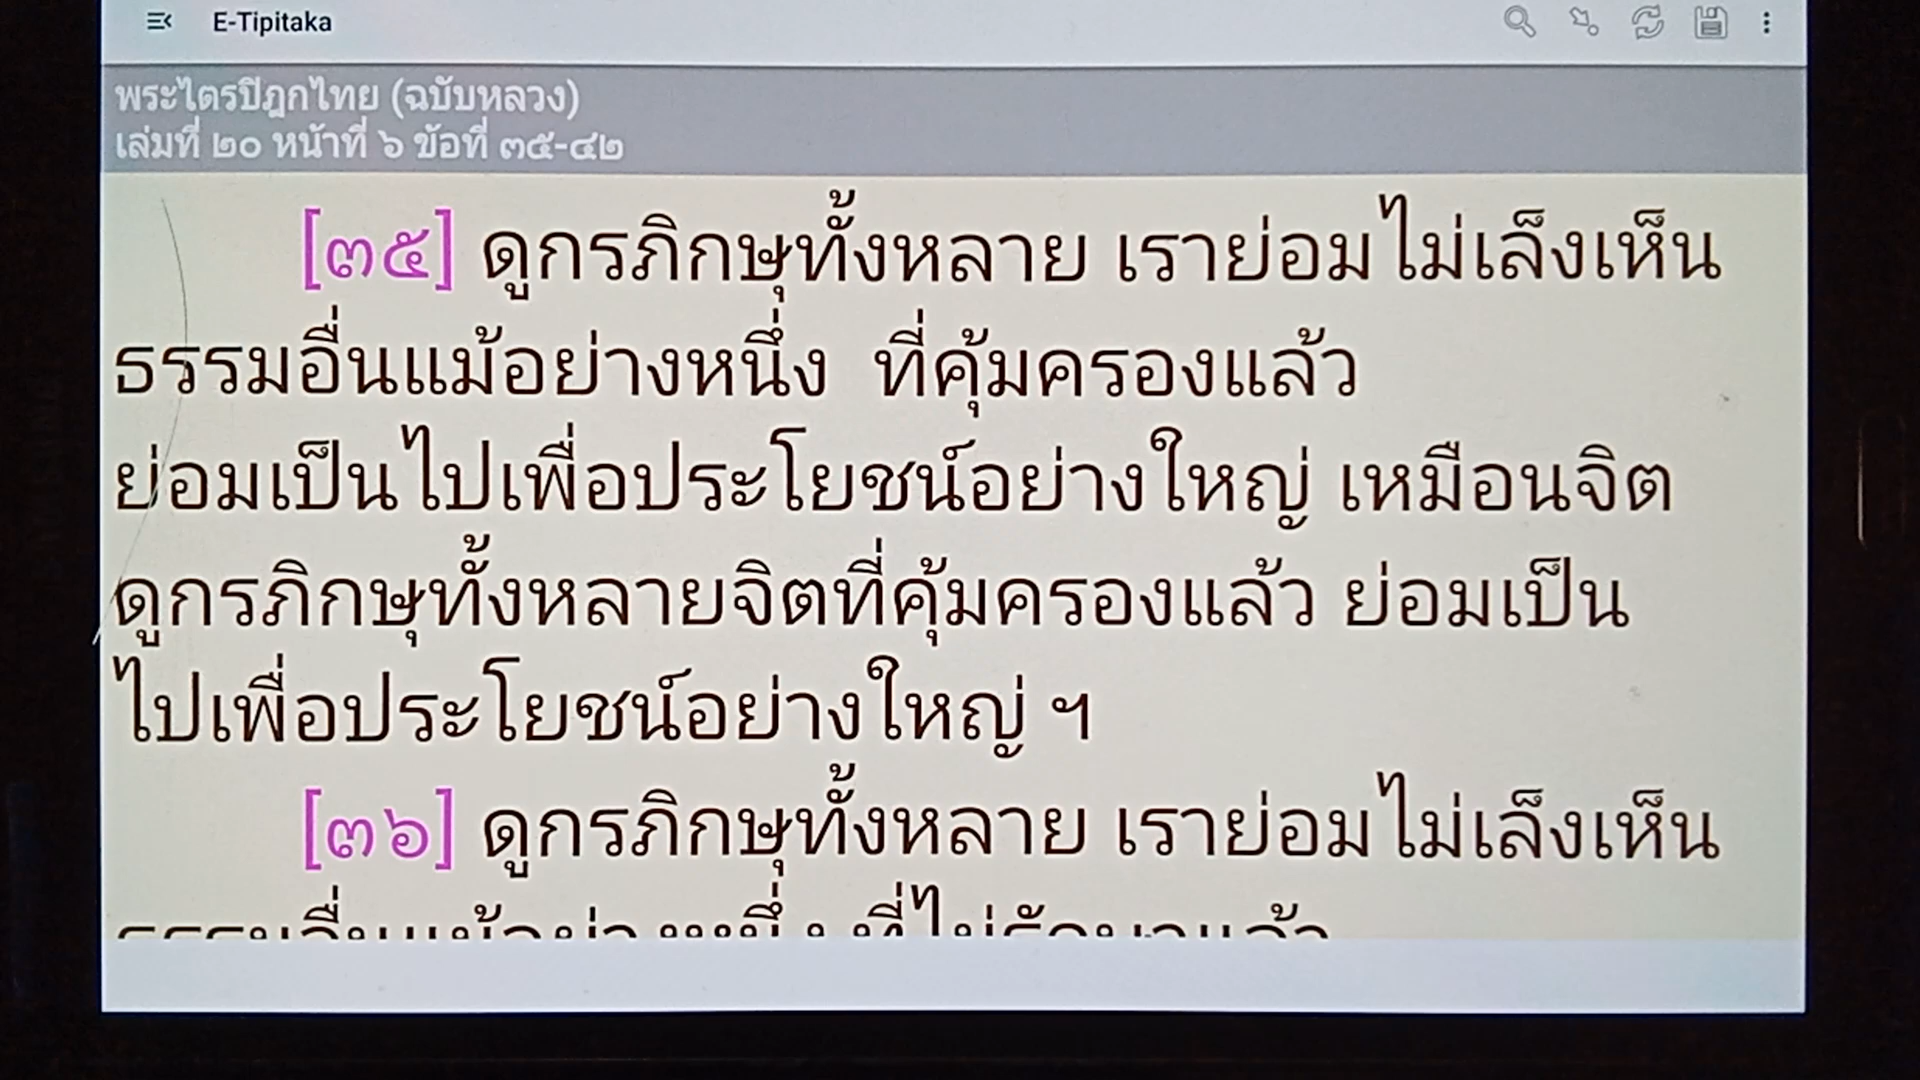 E-Tipitaka
พระไตรปิฎกไทย (ฉบับหลวง)
เล่มที่ ๒๐ หน้าที่ ๖ ข้อที่ ๓๕-๔๒
[๓๕] ดูกรภิกษุทั้งหลาย เราย่อมไม่เล็งเห็น
ธรรมอื่นแม้อย่างหนึ่ง ที่คุ้มครองแล้ว
ย่อมเป็นไปเพื่อประโยชน์อย่างใหญ่ เหมือนจิต
ดูกรภิกษุทั้งหลายจิตที่คุ้มครองแล้ว ย่อมเป็น
ไปเพื่อประโยชน์อย่างใหญ่ ฯ
[๓๖] ดูกรภิกษุทั้งหลาย เราย่อมไม่เล็งเห็น